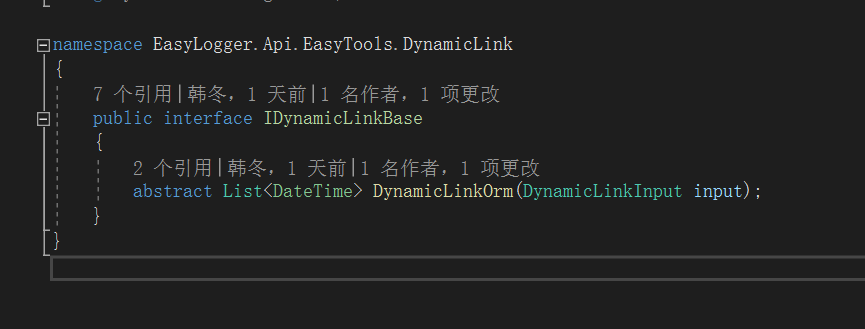 namespace EasyLogger.Api.EasyTools.DynamicLink
{
7 个引用|韩冬，1 天前|1 名作者，1 项更改
public interface IDynamicLinkBase
{
2 个引用|韩冬，1 天前|1 名作者，1 项更改
abstract List<DateTime> DynamicLinkOrm(DynamicLinkInput input);
}
}